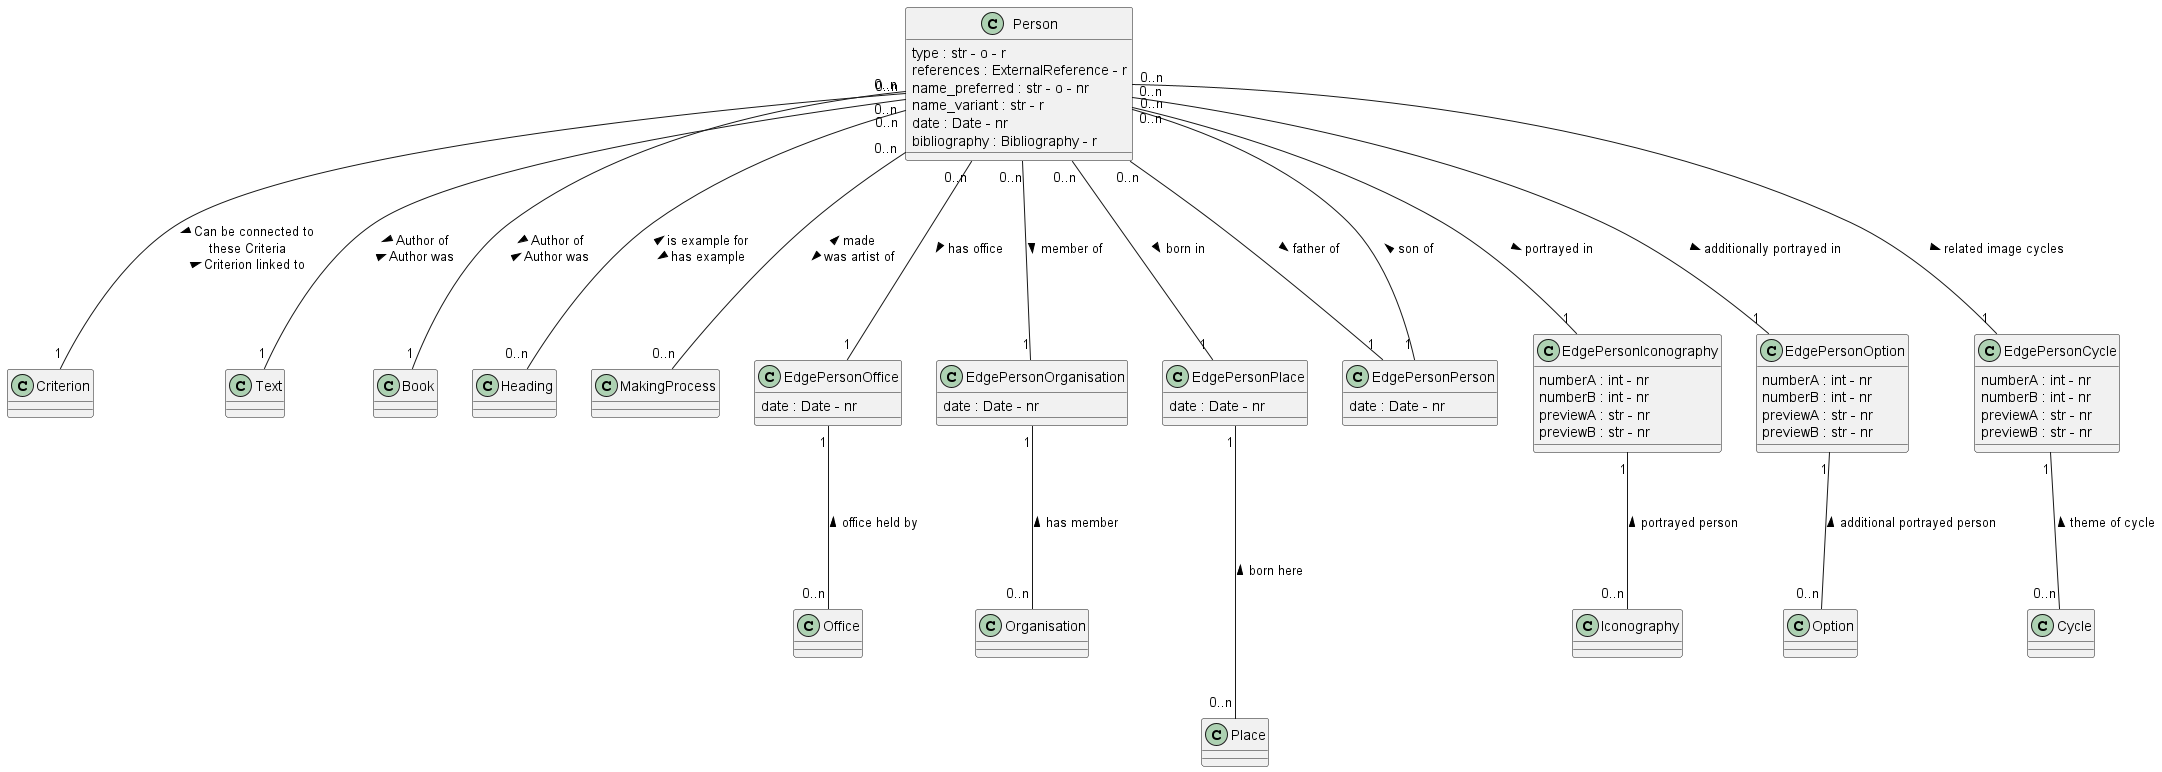 C Person
type : str - o - r
references : ExternalReference - r
name_preferred : str - o - nr
name_variant : str - r
date : Date - nr
bibliography : Bibliography - r
0..n
0..n
0..n
0..n
0..n
0..n
0..n
0..n
0..n
0..n
0..n
0..n
0..n
Can be connected to
these Criteria
Criterion linked to
Author of
Author was
Author of
Author was
is example for
has example
made
was artist of
has office
member of
born in
father of
son of
portrayed in
additionally portrayed in
related image cycles
1
1
1
0..n
0..n
1
1
1
1
1
1
1
1
C Criterion
C Text
C Book
C Heading
C MakingProcess
C EdgePersonOffice
date : Date - nr
C EdgePersonOrganisation
date : Date - nr
C EdgePersonPlace
date : Date - nr
C EdgePersonPerson
date : Date - nr
C EdgePersonIconography
numberA : int - nr
numberB : int - nr
previewA : str - nr
previewB : str - nr
C EdgePersonOption
numberA : int - nr
numberB : int - nr
previewA : str - nr
previewB : str - nr
C EdgePersonCycle
numberA : int - nr
numberB : int - nr
previewA : str - nr
previewB : str - nr
1
1
1
1
1
1
office held by
has member
born here
portrayed person
additional portrayed person
theme of cycle
0..n
0..n
0..n
0..n
0..n
0..n
C Office
C Organisation
C Iconography
C Option
C Cycle
C Place